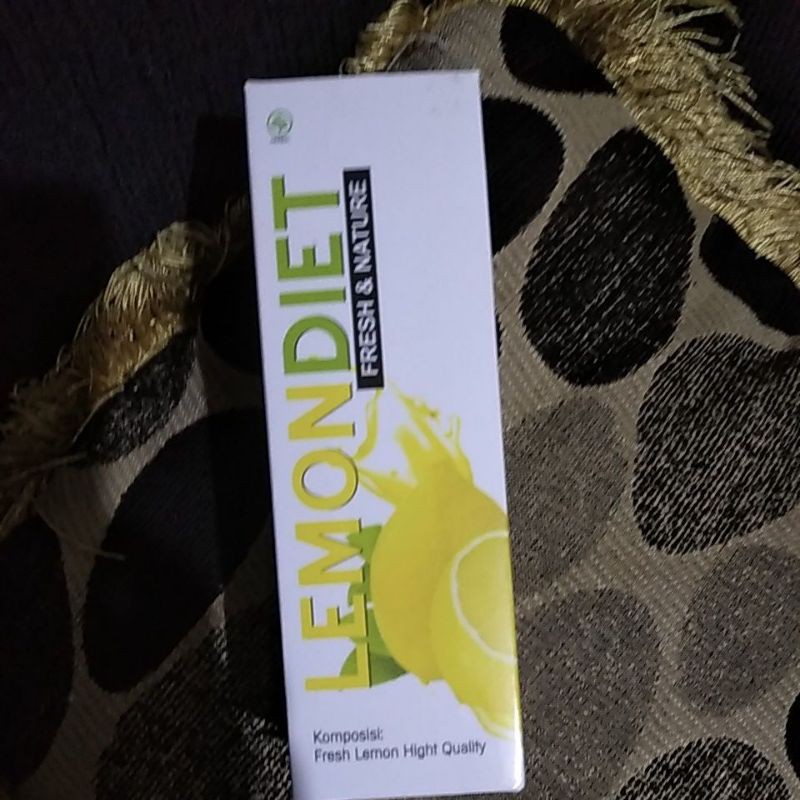 LEMONDIET
FRESH & NATURE
Komposisi:
Fresh Lemon Hight Quality